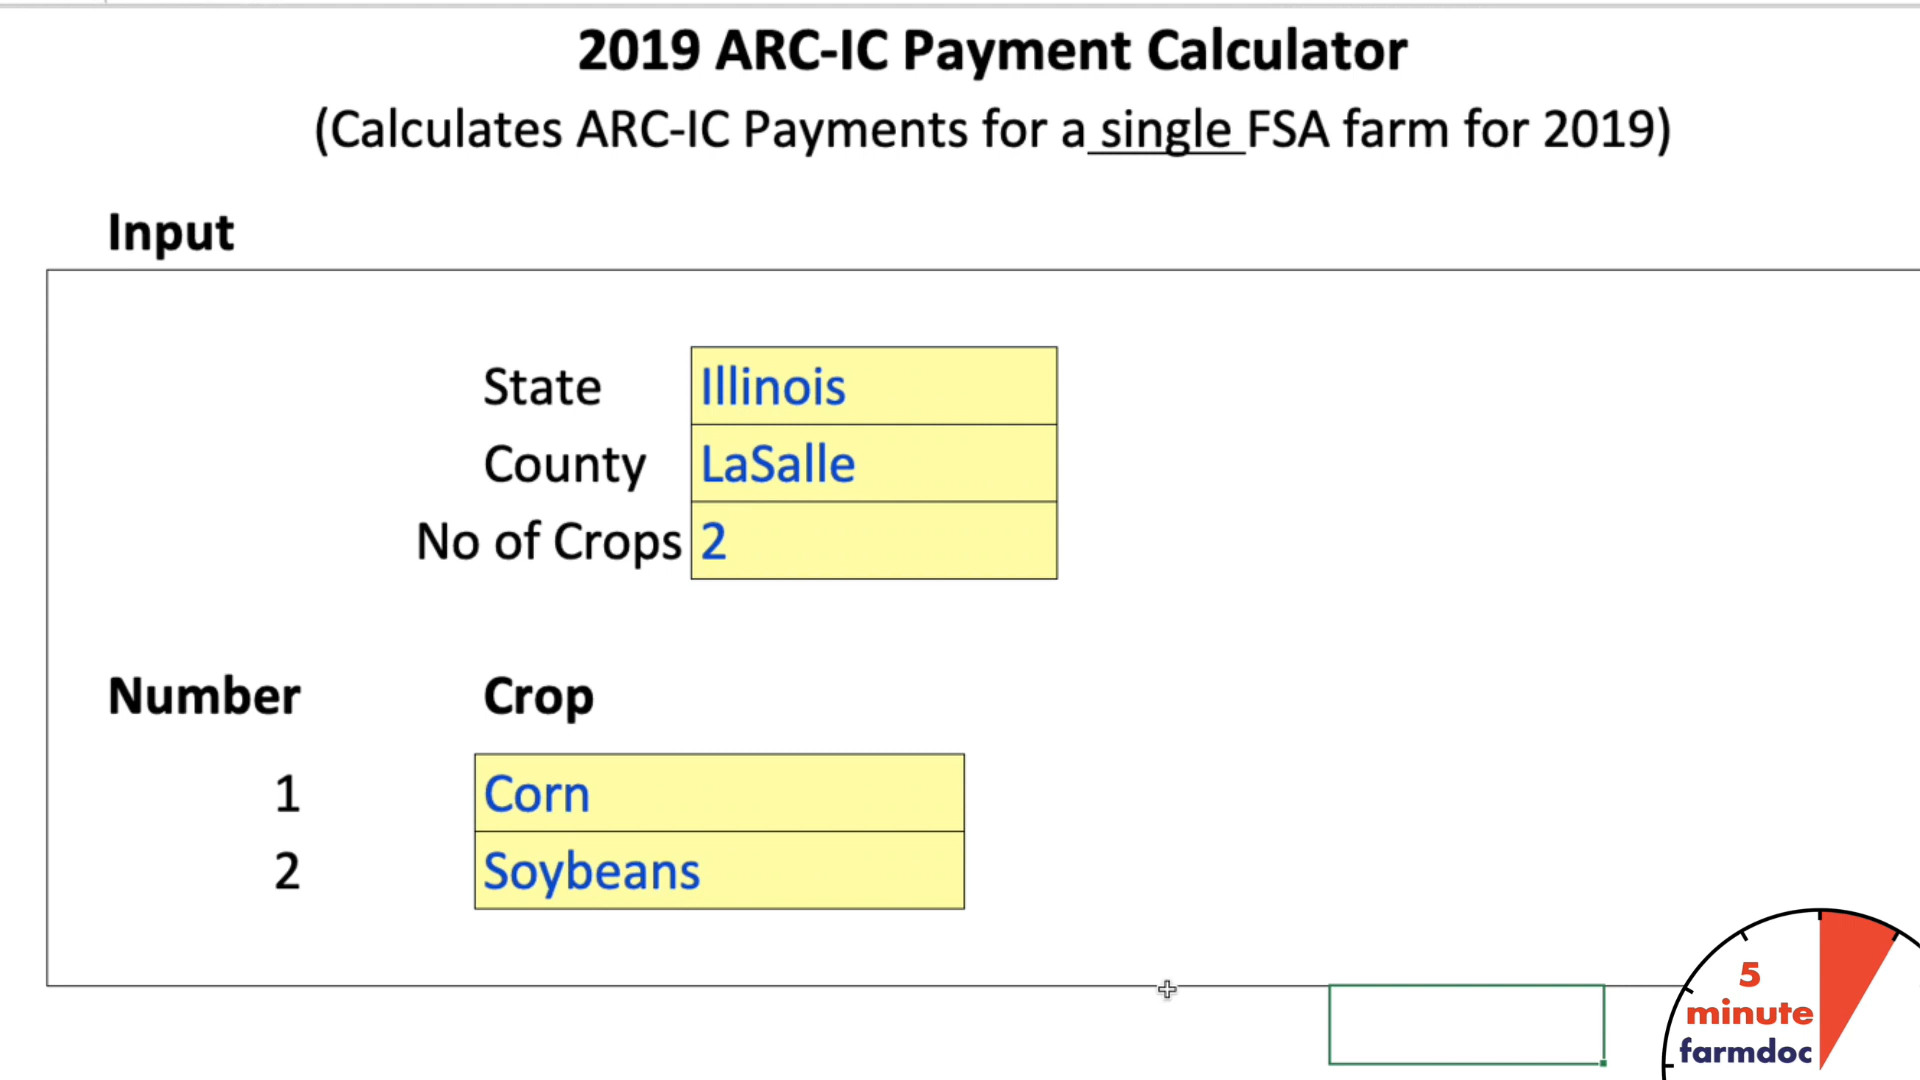 2019 ARC-IC Payment Calculator
(Calculates ARC-IC Payments for a single FSA farm for 2019)
Input
State Illinois
County LaSalle
No of Crops 2
Number Crop
1 Corn
2 Soybeans
5
minute
farmdoc